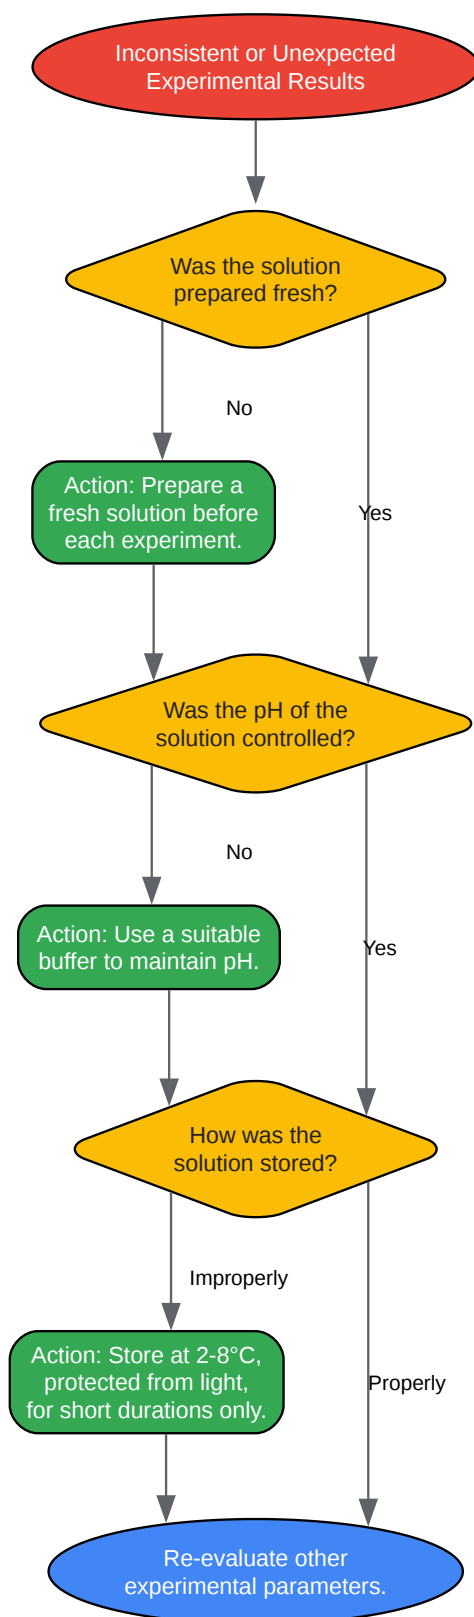 Inconsistent or Unexpected
Experimental Results
Was the solution
prepared fresh?
No
Action: Prepare a
fresh solution before
each experiment.
Yes
Was the pH of the
solution controlled?
No
Action: Use a suitable
buffer to maintain pH.
Yes
How was the
solution stored?
Improperly
Action: Store at 2-8°C,
protected from light,
for short durations only.
Properly
Re-evaluate other
experimental parameters.